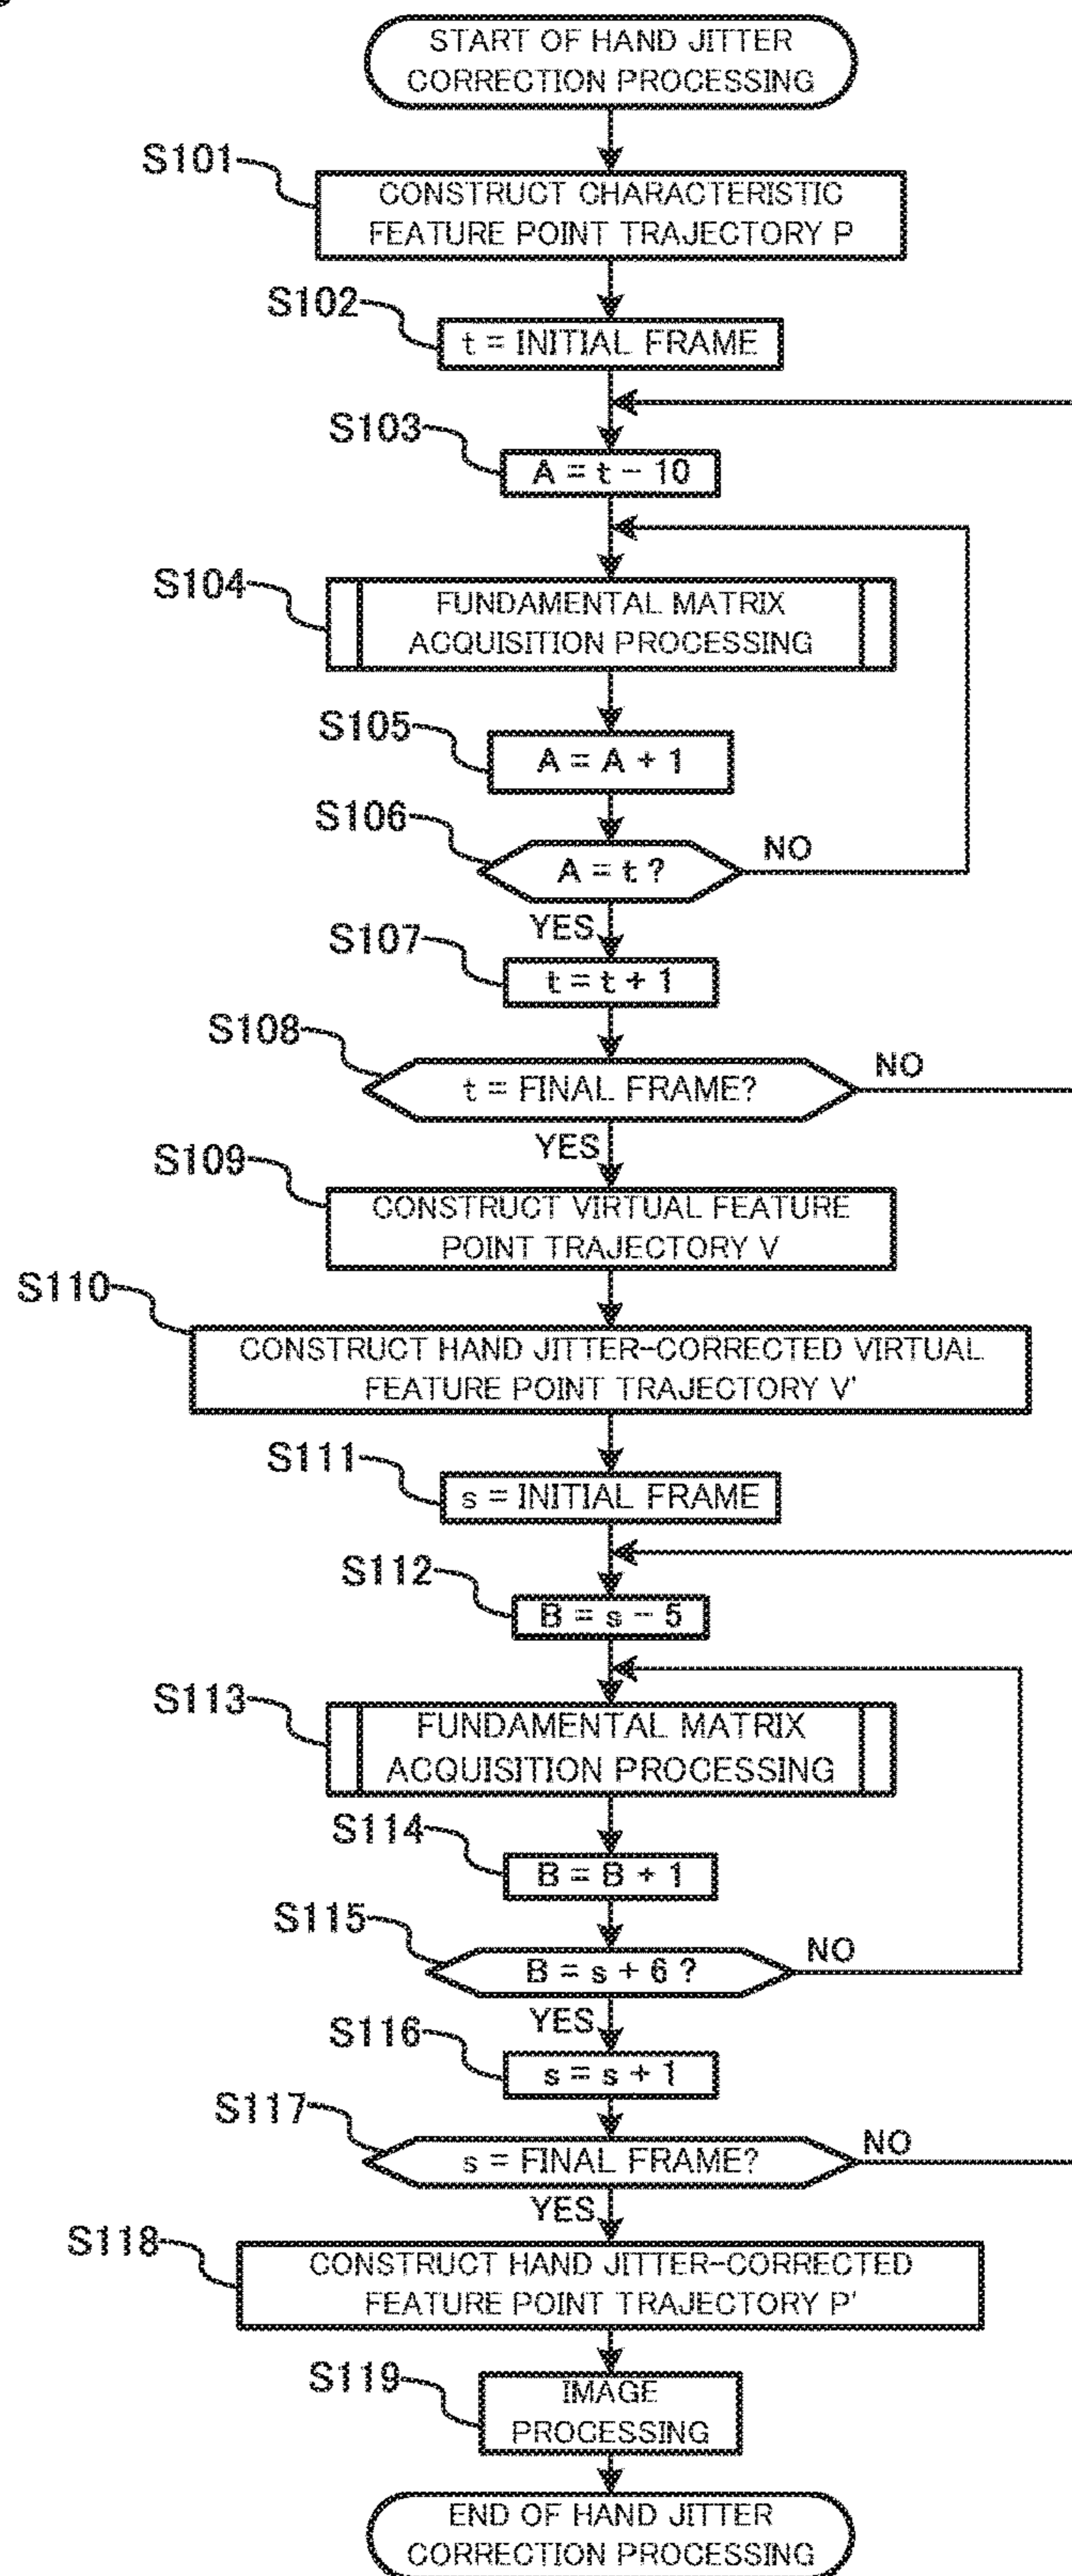 START OF HAND JITTER
CORRECTION PROCESSING
S101
CONSTRUCT CHARACTERISTIC
FEATURE POINT TRAJECTORY P
S102
t = INITIAL FRAME
S103
A = t − 10
S104
FUNDAMENTAL MATRIX
ACQUISITION PROCESSING
S105
A = A + 1
S106
A = t ?
NO
YES
S107
t = t + 1
S108
t = FINAL FRAME?
NO
YES
S109
CONSTRUCT VIRTUAL FEATURE
POINT TRAJECTORY V
S110
CONSTRUCT HAND JITTER-CORRECTED VIRTUAL
FEATURE POINT TRAJECTORY V'
S111
s = INITIAL FRAME
S112
B = s − 5
S113
FUNDAMENTAL MATRIX
ACQUISITION PROCESSING
S114
B = B + 1
S115
B = s + 6 ?
NO
YES
S116
s = s + 1
S117
s = FINAL FRAME?
NO
YES
S118
CONSTRUCT HAND JITTER-CORRECTED
FEATURE POINT TRAJECTORY P'
S119
IMAGE
PROCESSING
END OF HAND JITTER
CORRECTION PROCESSING